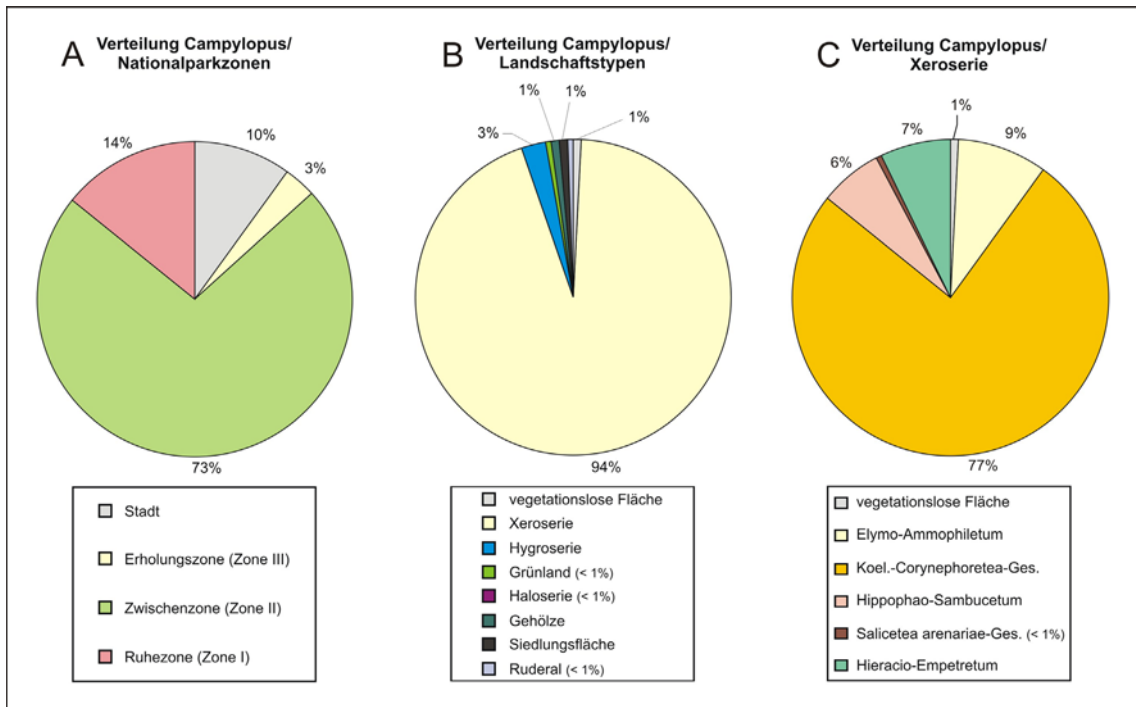 A
Verteilung Campylopus/
Nationalparkzonen
14%
10%
3%
73%
Stadt
Erholungszone (Zone III)
Zwischenzone (Zone II)
Ruhezone (Zone I)
B
Verteilung Campylopus/
Landschaftstypen
1%
1%
3%
1%
94%
vegetationslose Fläche
Xeroserie
Hygroserie
Grünland (< 1%)
Haloserie (< 1%)
Gehölze
Siedlungsfläche
Ruderal (< 1%)
C
Verteilung Campylopus/
Xeroserie
1%
7%
9%
6%
77%
vegetationslose Fläche
Elymo-Ammophiletum
Koel.-Corynephoretea-Ges.
Hippophao-Sambucetum
Salicetea arenariae-Ges. (< 1%)
Hieracio-Empetretum